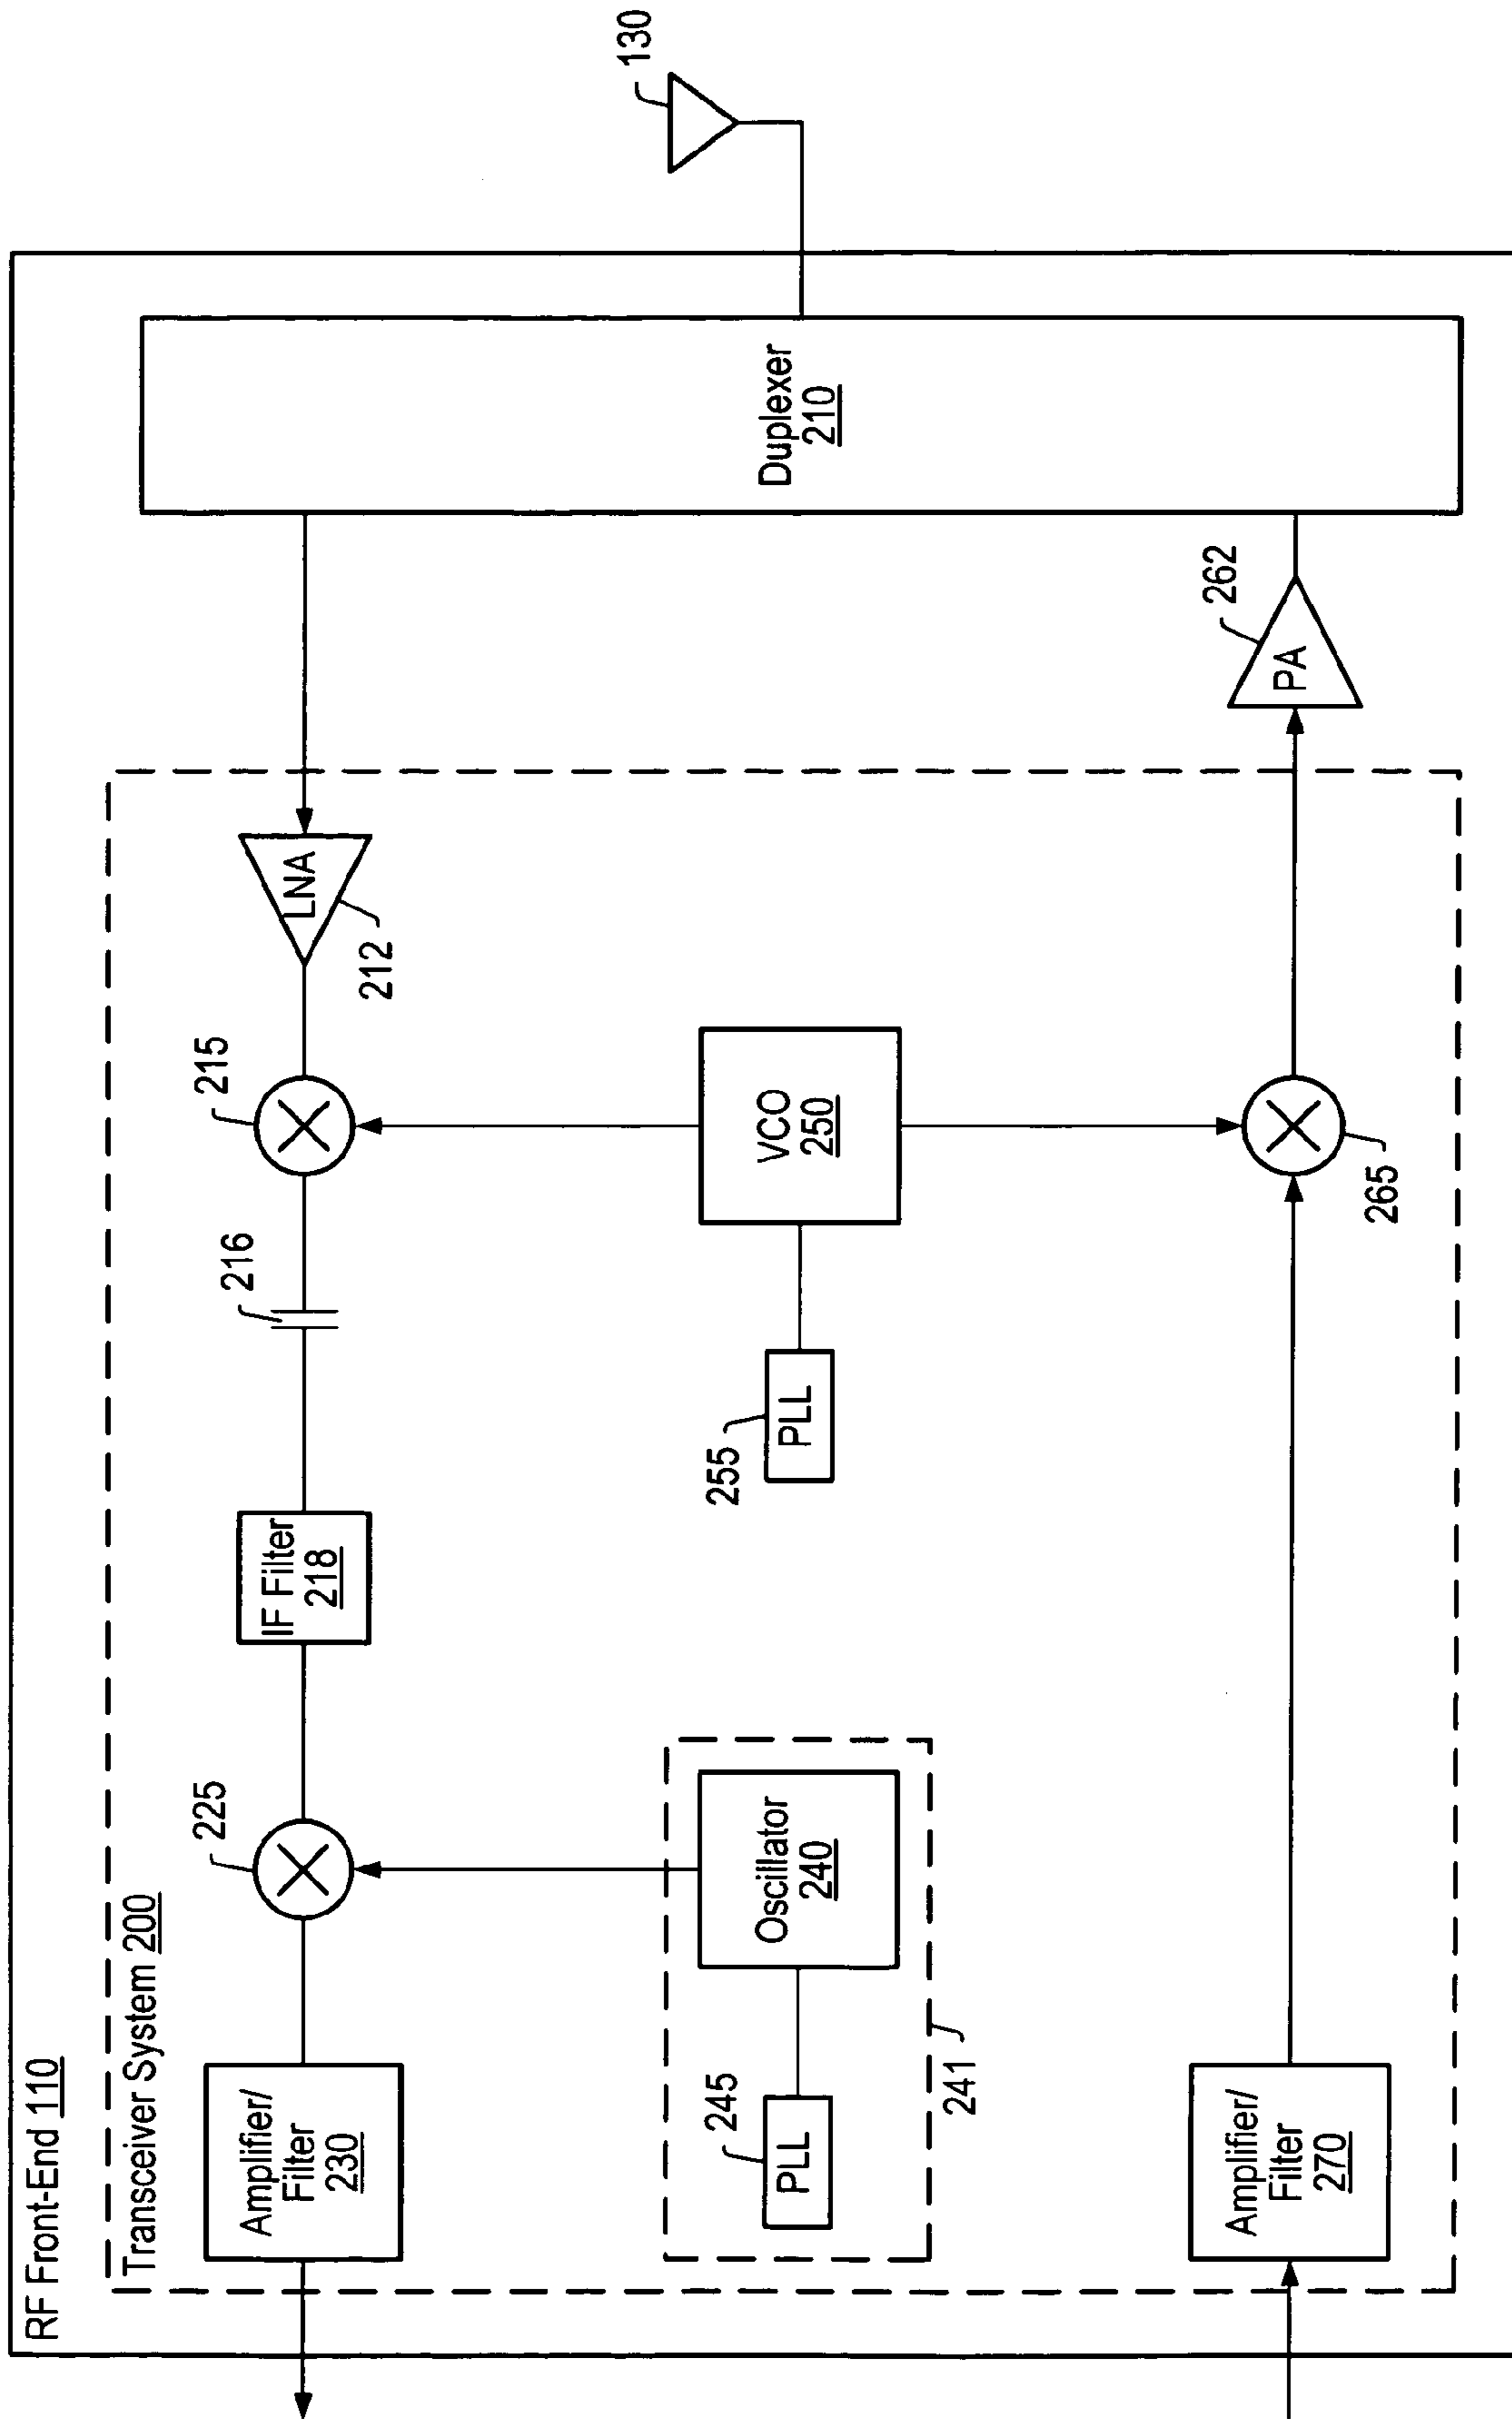 RF Front-End 110
Transceiver System 200
Amplifier/
Filter
230
225
IF Filter
218
216
215
LNA
212
Duplexer
210
130
PLL
245
Oscillator
240
241
PLL
255
VCO
250
Amplifier/
Filter
270
265
PA
262